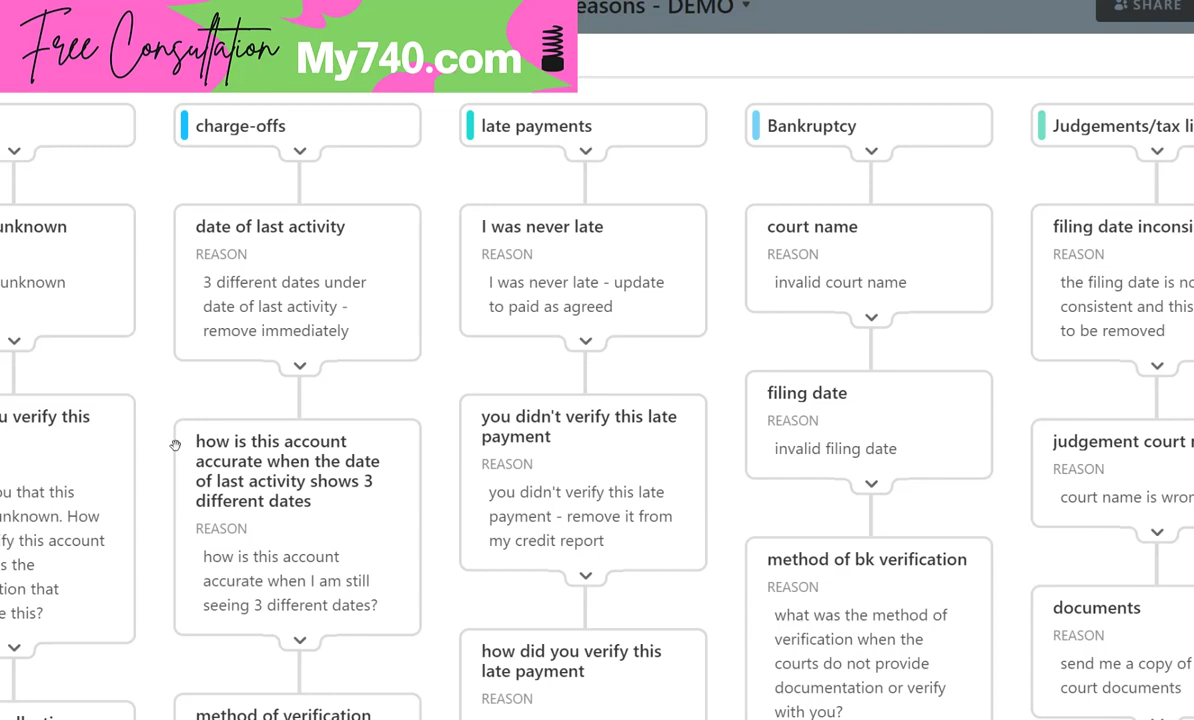 Free Consultation My740.com
easons - DEMO
SHARE
charge-offs
late payments
Bankruptcy
Judgements/tax li
unknown
unknown
u verify this
u that this
unknown. How
fy this account
s the
tion that
e this?
date of last activity
REASON
3 different dates under
date of last activity -
remove immediately
how is this account
accurate when the date
of last activity shows 3
different dates
REASON
how is this account
accurate when I am still
seeing 3 different dates?
method of verification
I was never late
REASON
I was never late - update
to paid as agreed
you didn't verify this late
payment
REASON
you didn't verify this late
payment - remove it from
my credit report
how did you verify this
late payment
REASON
court name
REASON
invalid court name
filing date
REASON
invalid filing date
method of bk verification
REASON
what was the method of
verification when the
courts do not provide
documentation or verify
with you?
filing date inconsi
REASON
the filing date is no
consistent and this
to be removed
judgement court
REASON
court name is wron
documents
REASON
send me a copy of
court documents